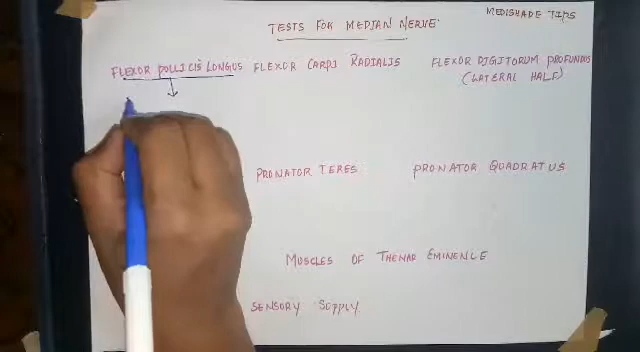 MEDISHADE TIPS
TESTS FOR MEDIAN NERVE
FLEXOR POLLICIS LONGUS FLEXOR CARPI RADIALIS FLEXOR DIGITORUM PROFUNDUS
(LATERAL HALF)
PRONATOR TERES PRONATOR QUADRATUS
MUSCLES OF THENAR EMINENCE
SENSORY SUPPLY